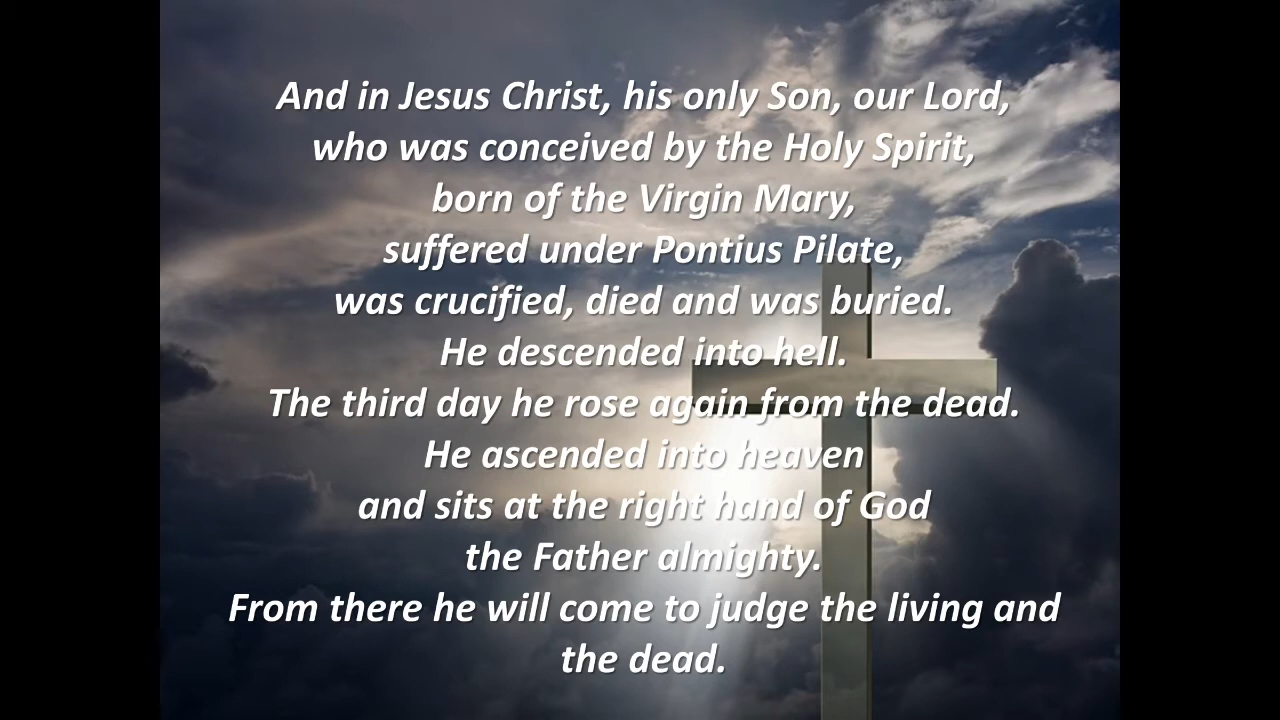 And in Jesus Christ, his only Son, our Lord,
who was conceived by the Holy Spirit,
born of the Virgin Mary,
suffered under Pontius Pilate,
was crucified, died and was buried.
He descended into hell.
The third day he rose again from the dead.
He ascended into heaven
and sits at the right hand of God
the Father almighty.
From there he will come to judge the living and
the dead.